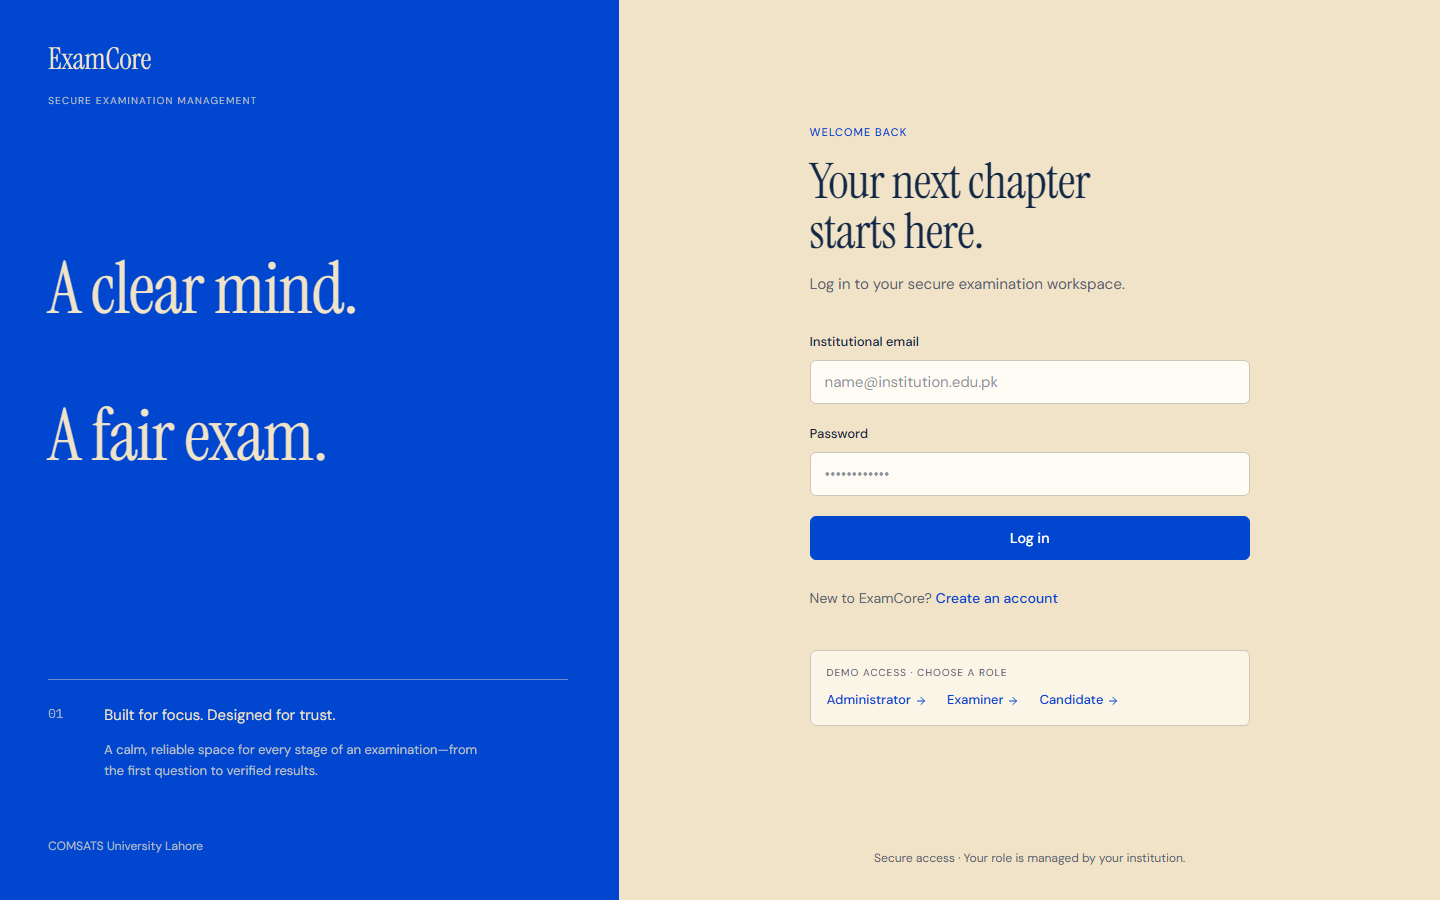 ExamCore
SECURE EXAMINATION MANAGEMENT
A clear mind.
A fair exam.
01
Built for focus. Designed for trust.
A calm, reliable space for every stage of an examination—from
the first question to verified results.
COMSATS University Lahore
WELCOME BACK
Your next chapter
starts here.
Log in to your secure examination workspace.
Institutional email
name@institution.edu.pk
Password
••••••••••••
Log in
New to ExamCore? Create an account
DEMO ACCESS · CHOOSE A ROLE
Administrator → Examiner → Candidate →
Secure access · Your role is managed by your institution.